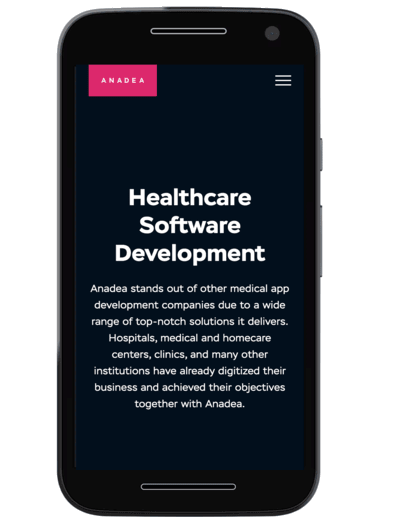 ANADEA
Healthcare
Software
Development
Anadea stands out of other medical app
development companies due to a wide
range of top-notch solutions it delivers.
Hospitals, medical and homecare
centers, clinics, and many other
institutions have already digitized their
business and achieved their objectives
together with Anadea.